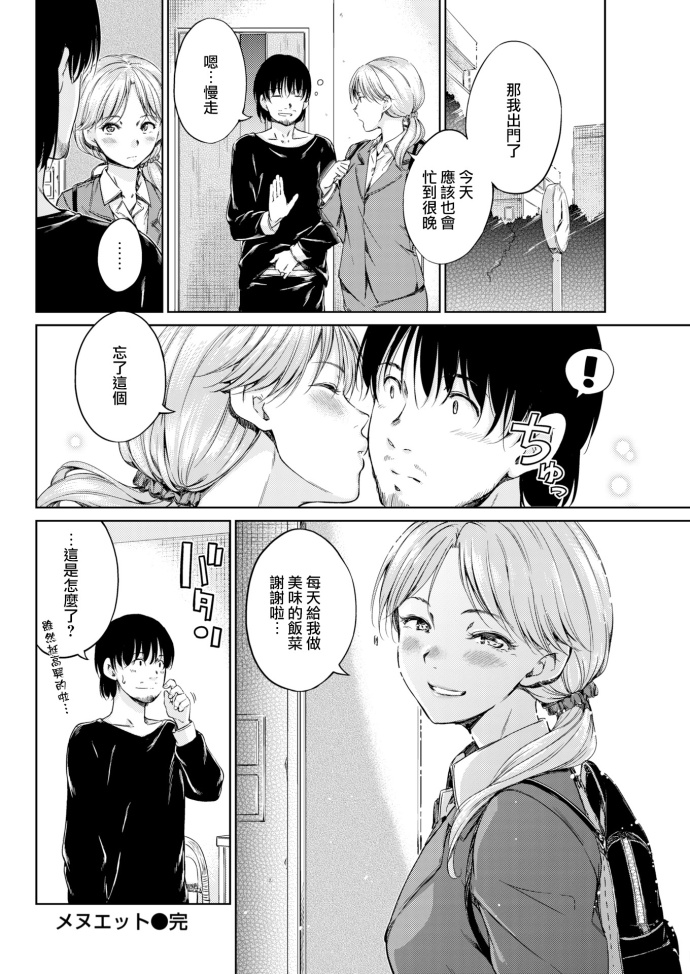 那我出門了
今天
應該也會
忙到很晚
嗯…慢走
……
忘了這個
!
ちゅっ
每天給我做
美味的飯菜
謝謝啦…
バタン
…這是怎麼了?
雖然挺高興的啦…
メヌエット●完